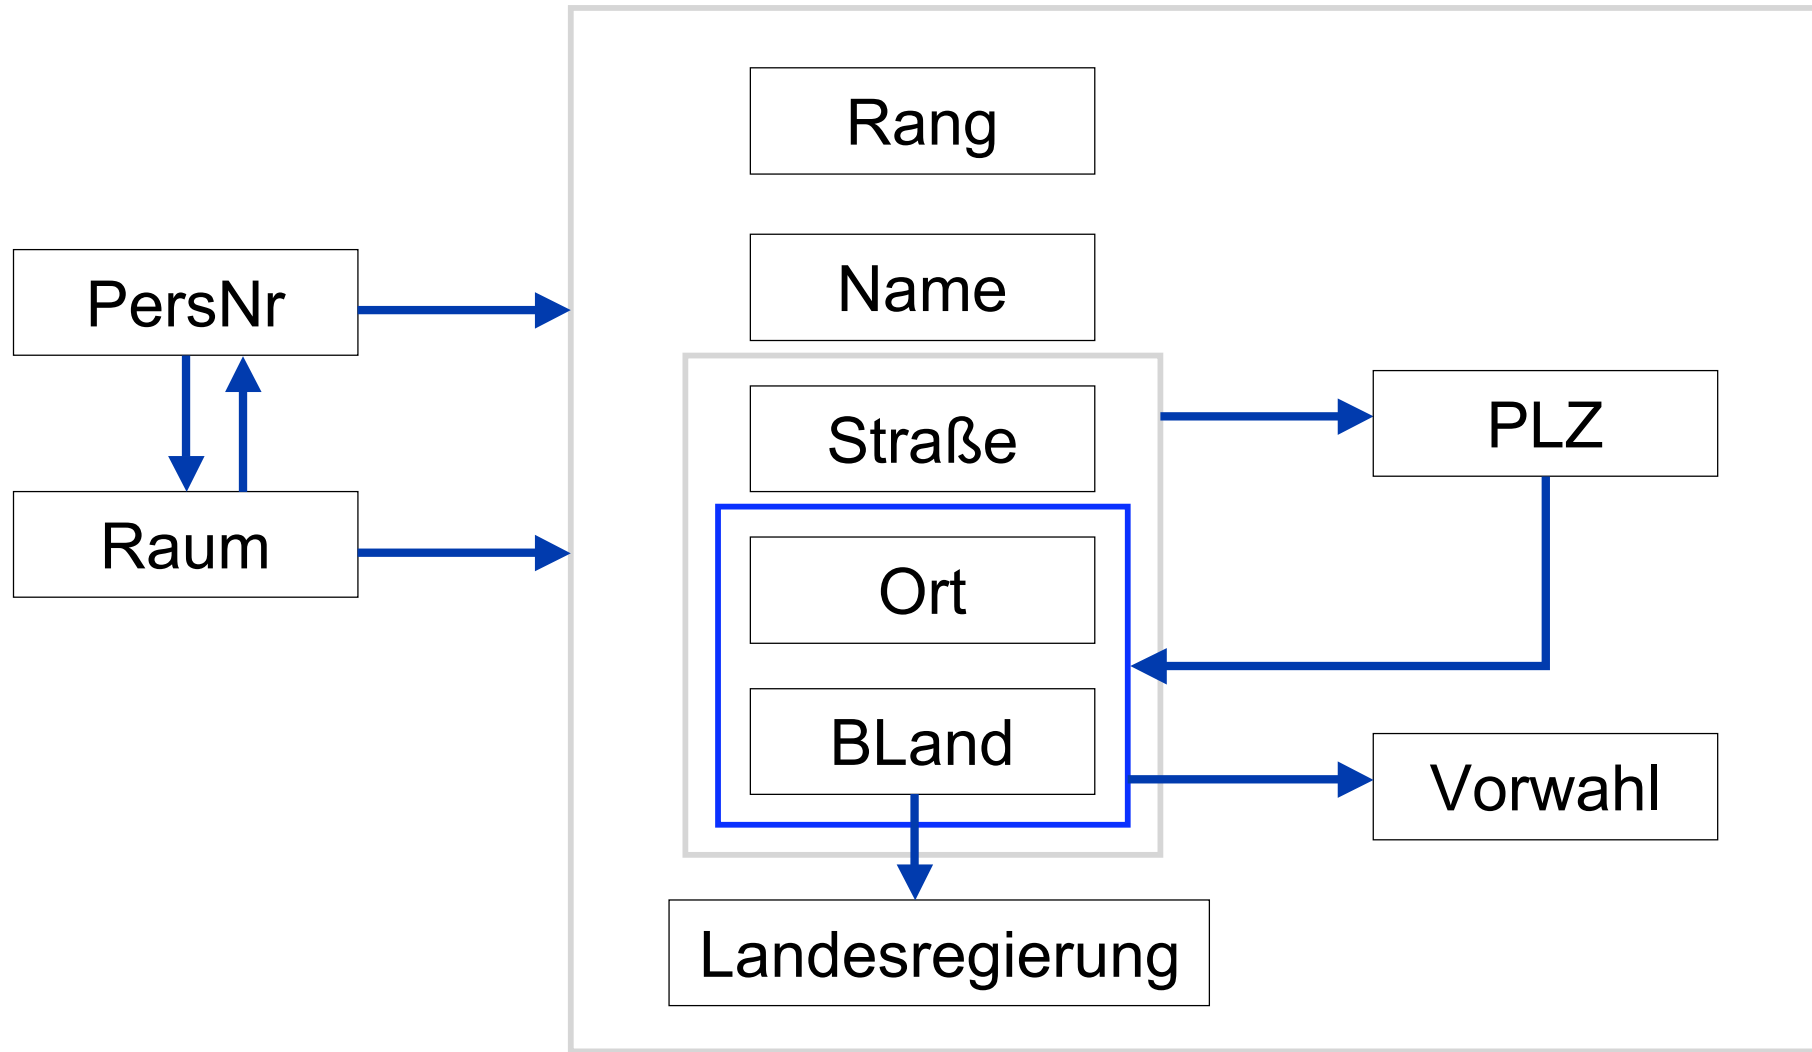 Rang
Name
PersNr
Straße
PLZ
Raum
Ort
BLand
Vorwahl
Landesregierung